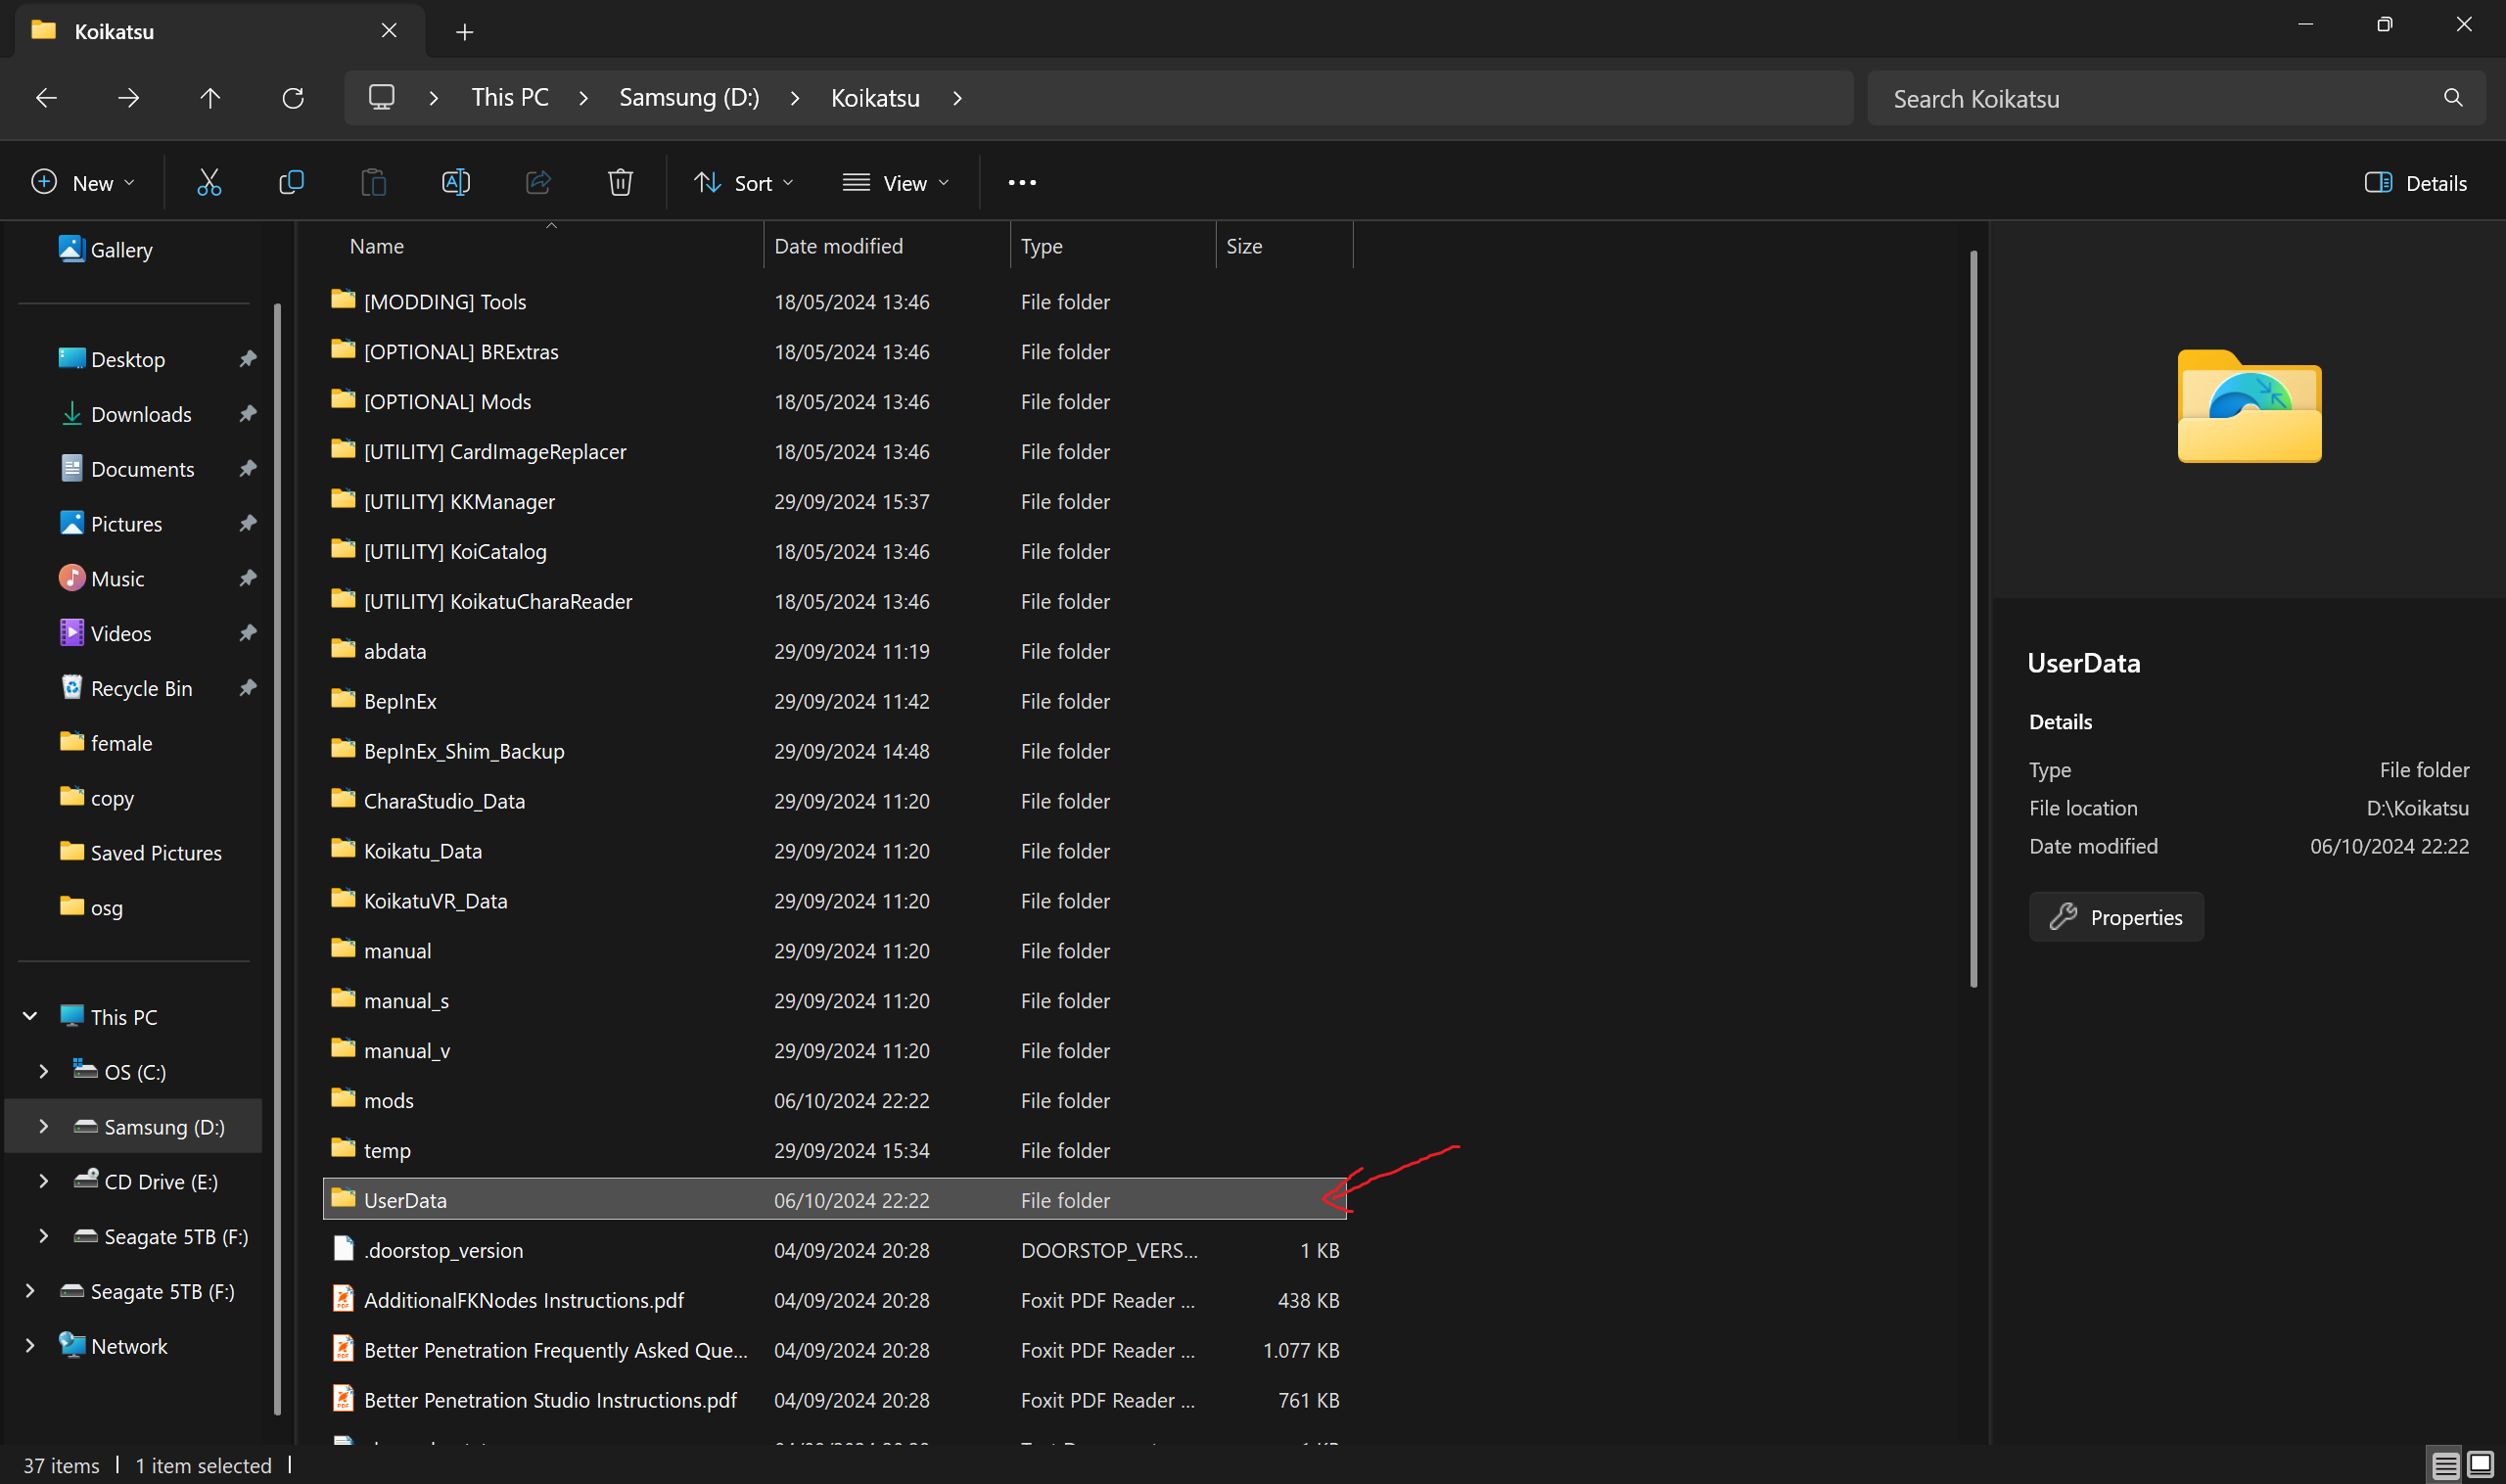 Koikatsu
This PC
Samsung (D:)
Koikatsu
Search Koikatsu
New
Sort
View
Details
Gallery
Desktop
Downloads
Documents
Pictures
Music
Videos
Recycle Bin
female
copy
Saved Pictures
osg
This PC
OS (C:)
Samsung (D:)
CD Drive (E:)
Seagate 5TB (F:)
Seagate 5TB (F:)
Network
Name Date modified Type Size
[MODDING] Tools 18/05/2024 13:46 File folder
[OPTIONAL] BRExtras 18/05/2024 13:46 File folder
[OPTIONAL] Mods 18/05/2024 13:46 File folder
[UTILITY] CardImageReplacer 18/05/2024 13:46 File folder
[UTILITY] KKManager 29/09/2024 15:37 File folder
[UTILITY] KoiCatalog 18/05/2024 13:46 File folder
[UTILITY] KoikatuCharaReader 18/05/2024 13:46 File folder
abdata 29/09/2024 11:19 File folder
BepInEx 29/09/2024 11:42 File folder
BepInEx_Shim_Backup 29/09/2024 14:48 File folder
CharaStudio_Data 29/09/2024 11:20 File folder
Koikatu_Data 29/09/2024 11:20 File folder
KoikatuVR_Data 29/09/2024 11:20 File folder
manual 29/09/2024 11:20 File folder
manual_s 29/09/2024 11:20 File folder
manual_v 29/09/2024 11:20 File folder
mods 06/10/2024 22:22 File folder
temp 29/09/2024 15:34 File folder
UserData 06/10/2024 22:22 File folder
.doorstop_version 04/09/2024 20:28 DOORSTOP_VERS... 1 KB
AdditionalFKNodes Instructions.pdf 04/09/2024 20:28 Foxit PDF Reader ... 438 KB
Better Penetration Frequently Asked Que... 04/09/2024 20:28 Foxit PDF Reader ... 1.077 KB
Better Penetration Studio Instructions.pdf 04/09/2024 20:28 Foxit PDF Reader ... 761 KB
UserData
Details
Type File folder
File location D:\Koikatsu
Date modified 06/10/2024 22:22
Properties
37 items
1 item selected